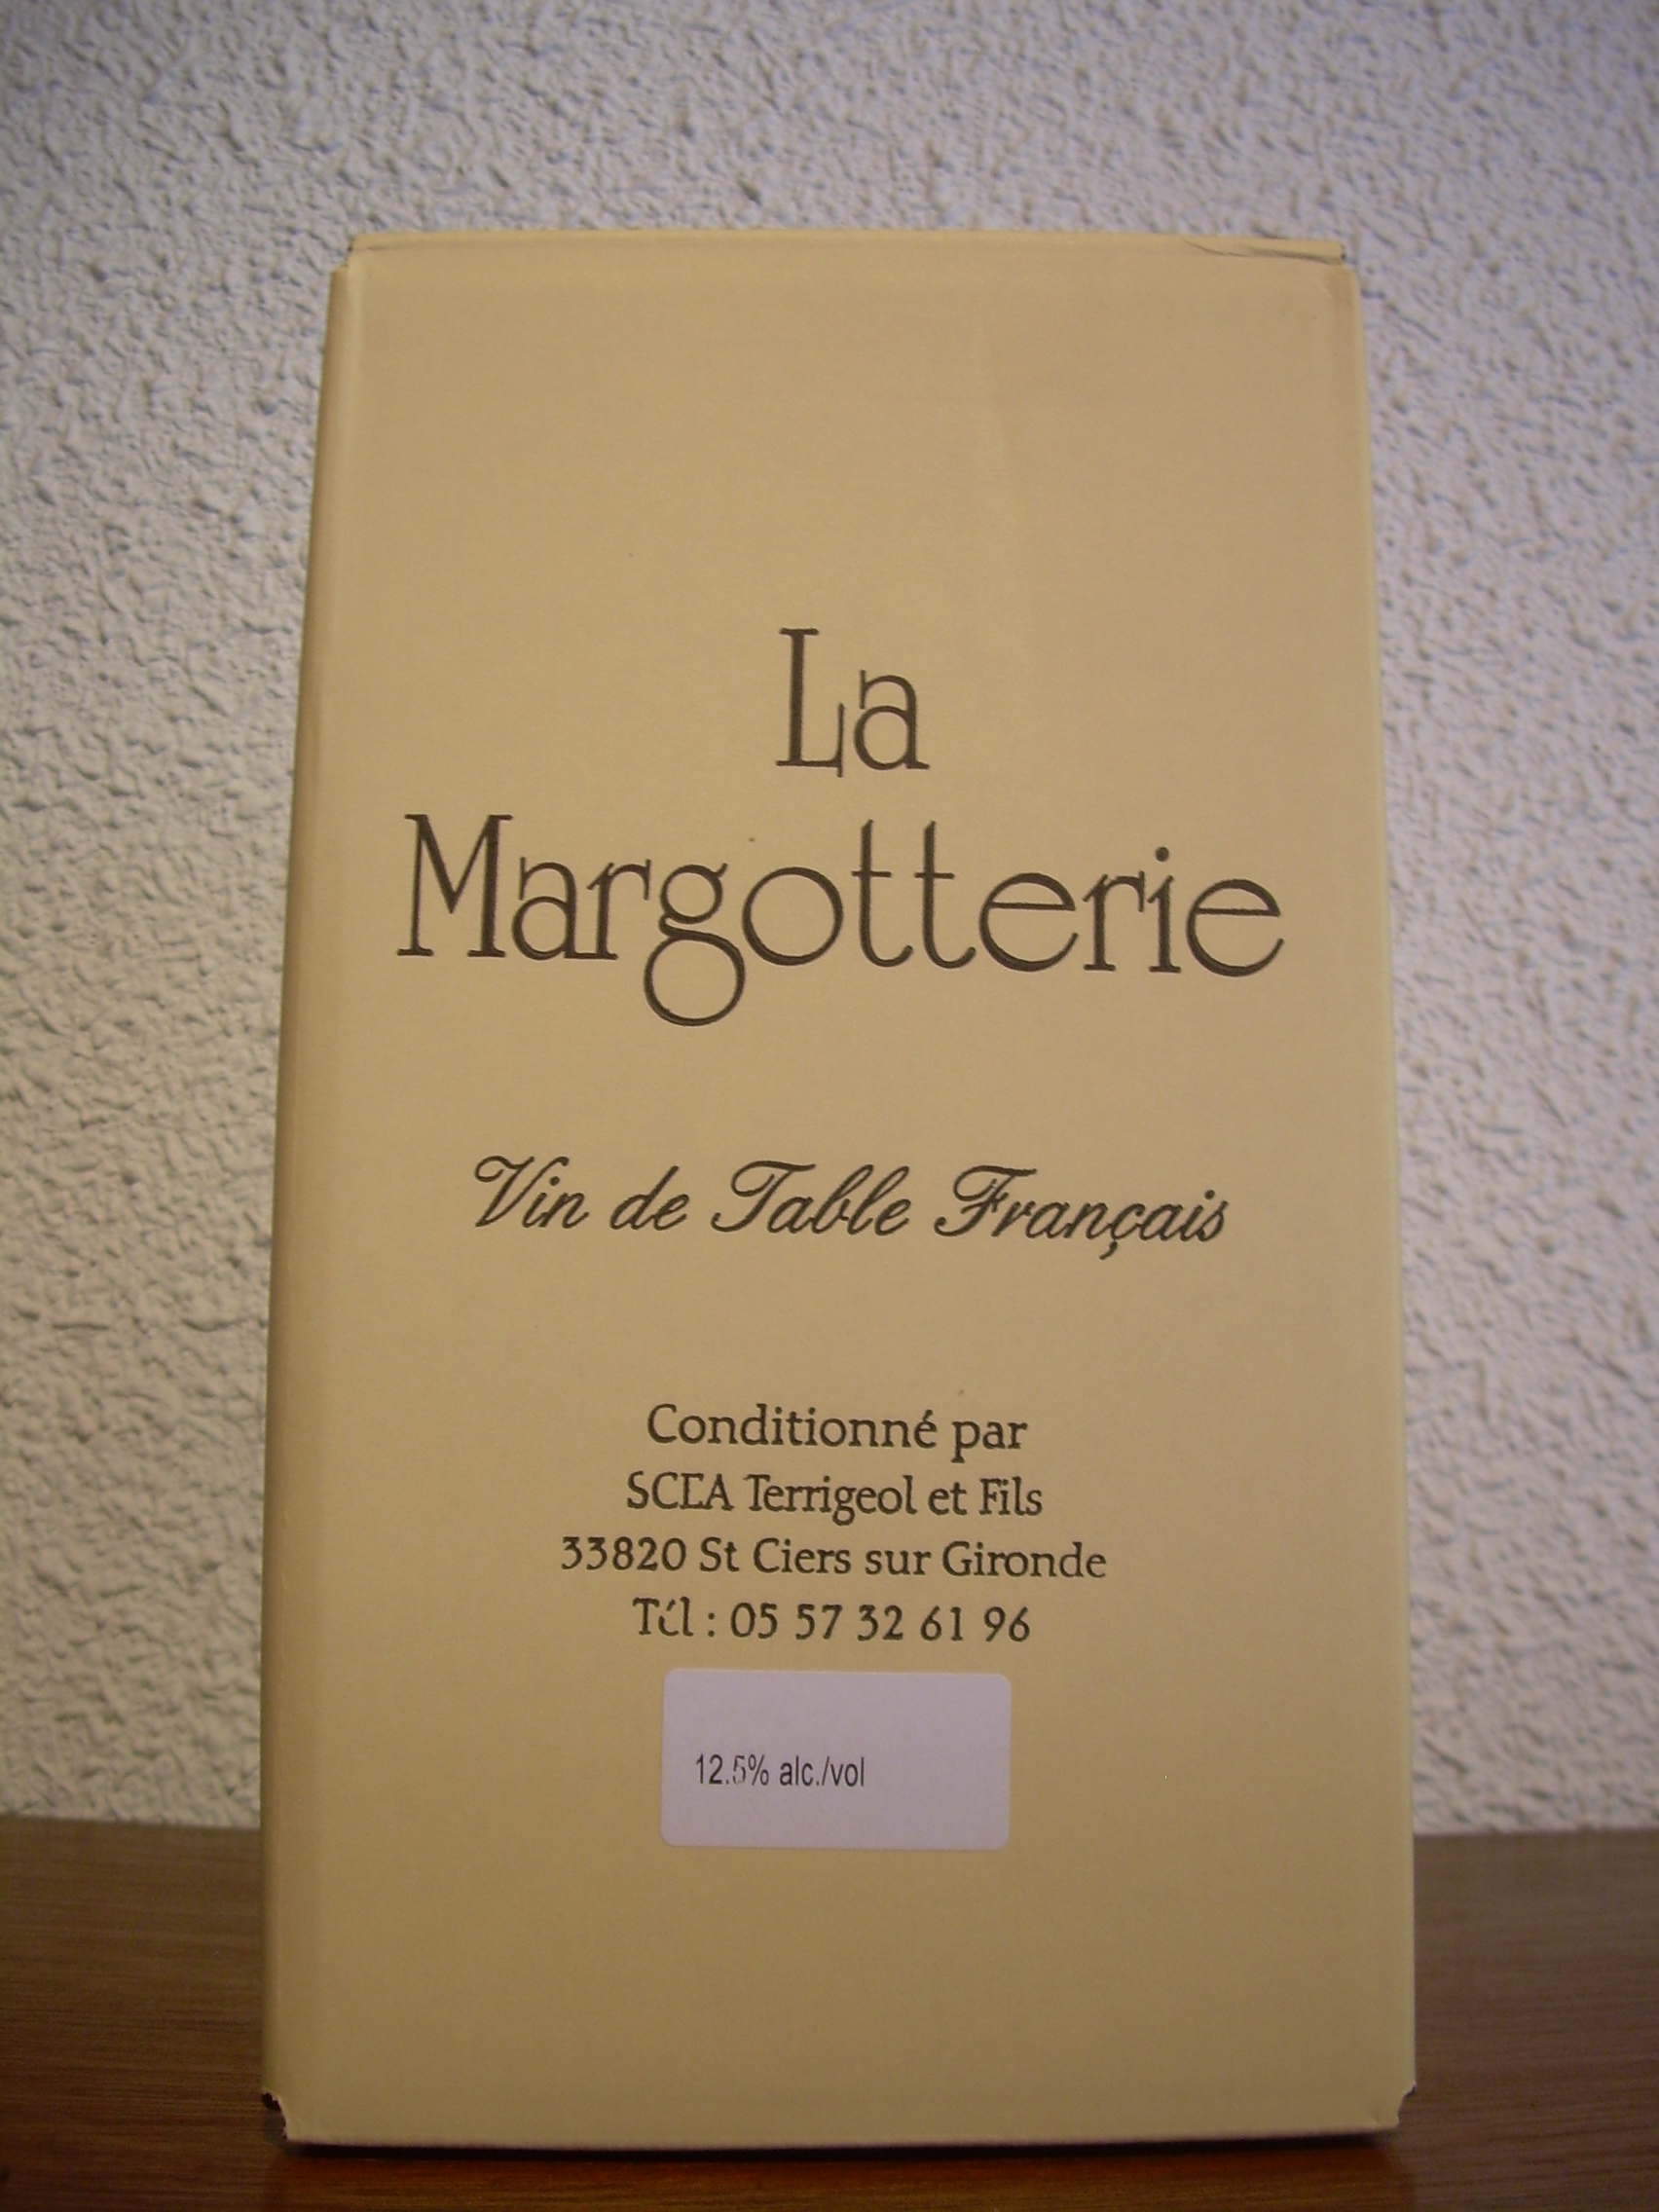 La
Margotterie
Vin de Table Français
Conditionné par
SCEA Terrigeol et Fils
33820 St Ciers sur Gironde
Tél : 05 57 32 61 96
12.5% alc./vol